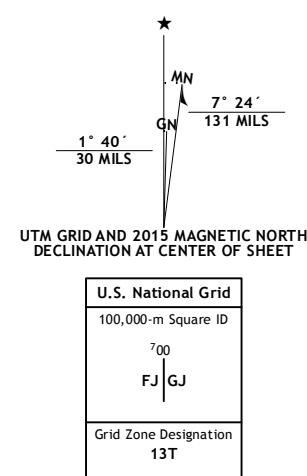 ★
MN
7° 24´
131 MILS
GN
1° 40´
30 MILS
UTM GRID AND 2015 MAGNETIC NORTH
DECLINATION AT CENTER OF SHEET
U.S. National Grid
100,000-m Square ID
⁷00
FJ GJ
Grid Zone Designation
13T